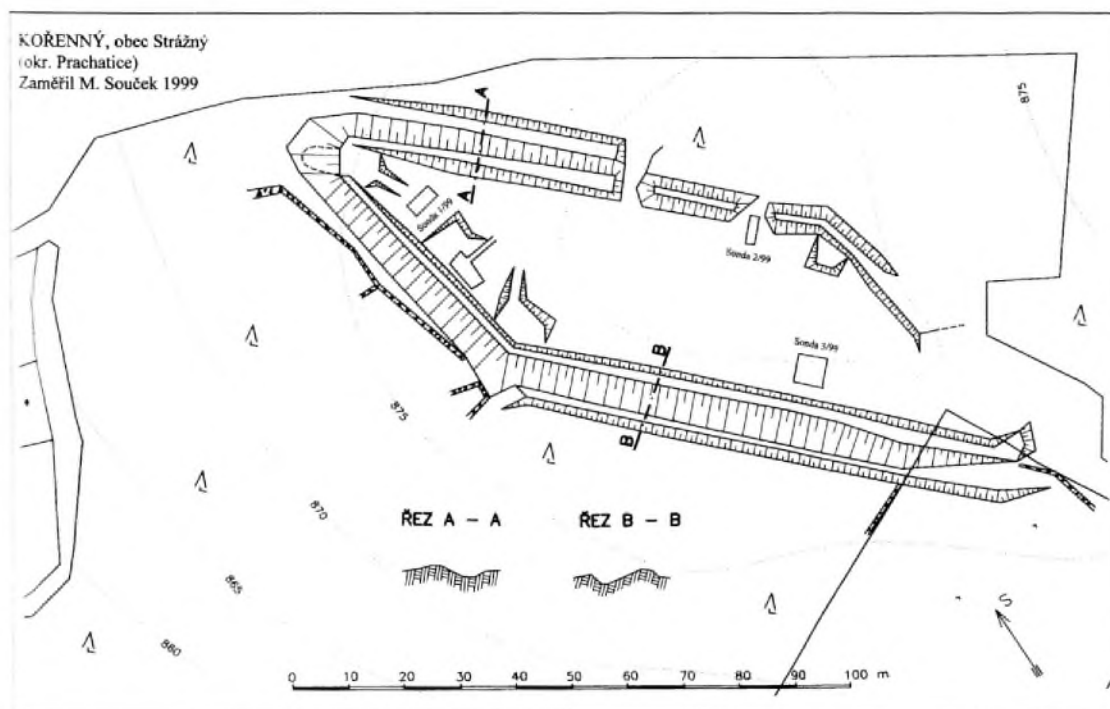 KOŘENNÝ, obec Strážný
(okr. Prachatice)
Zaměřil M. Souček 1999
875
A
A
Sonda 1/99
Sonda 2/99
Sonda 3/99
B
B
875
870
865
860
ŘEZ A – A
ŘEZ B – B
S
0 10 20 30 40 50 60 70 80 90 100 m